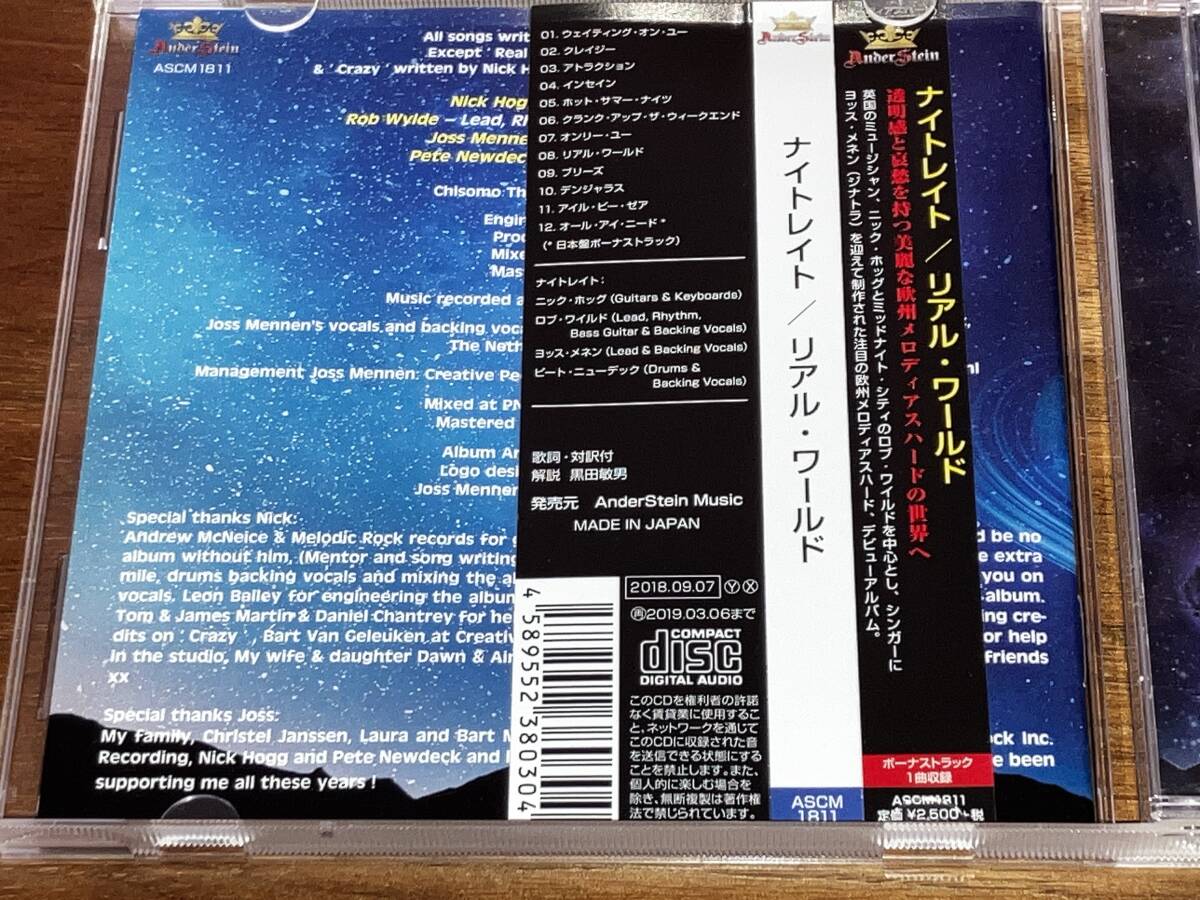 AnderStein
ASCM1811
All songs writ
Except ' Real
& ' Crazy ' written by Nick H
Nick Hogg
Rob Wylde – Lead, Rh
Joss Menne
Pete Newdeck
Chisomo Th
Engin
Prod
Mixe
Mas
Music recorded a
Joss Mennen's vocals and backing voca
The Neth
Management Joss Mennen: Creative Pe
nl
Mixed at PN
Mastered
Album Ar
Logo desi
Joss Menner
Special thanks Nick:
Andrew McNeice & Melodic Rock records for g
d be no
album without him, (Mentor and song writing
e extra
mile, drums backing vocals and mixing the al
you on
vocals. Leon Balley for engineering the album
album.
Tom & James Martin & Daniel Chantrey for he
ing cre-
dits on ' Crazy ' , Bart Van Geleuken at Creativ
or help
in the studio, My wife & daughter Dawn & Aim
friends
xx
Special thanks Joss:
My family, Christel Janssen, Laura and Bart M
ock Inc.
Recording, Nick Hogg and Pete Newdeck and
e been
supporting me all these years !
01. ウェイティング・オン・ユー
02. クレイジー
03. アトラクション
04. インセイン
05. ホット・サマー・ナイツ
06. クランク・アップ・ザ・ウィークエンド
07. オンリー・ユー
08. リアル・ワールド
09. ブリーズ
10. デンジャラス
11. アイル・ビー・ゼア
12. オール・アイ・ニード *
(* 日本盤ボーナストラック)
ナイトレイト：
ニック・ホッグ (Guitars & Keyboards)
ロブ・ワイルド (Lead, Rhythm,
Bass Guitar & Backing Vocals)
ヨッス・メネン (Lead & Backing Vocals)
ピート・ニューデック (Drums &
Backing Vocals)
歌詞・対訳付
解説 黒田敏男
発売元 AnderStein Music
MADE IN JAPAN
4 589552 380304
2018.09.07 Ⓨ Ⓧ
㊢2019.03.06まで
COMPACT
disc
DIGITAL AUDIO
このCDを権利者の許諾
なく賃貸業に使用するこ
と、ネットワークを通じて
このCDに収録された音
を送信できる状態にする
ことを禁止します。また、
個人的に楽しむ場合を
除き、無断複製は著作権
法で禁じられています。
AnderStein
ナイトレイト / リアル・ワールド
ASCM
1811
AnderStein
ナイトレイト / リアル・ワールド
透明感と哀愁を持つ美麗な欧州メロディアスハードの世界へ
英国のミュージシャン、ニック・ホッグとミッドナイト・シティのロブ・ワイルドを中心とし、シンガーに
ヨッス・メネン（ジナトラ）を迎えて制作された注目の欧州メロディアスハード、デビューアルバム。
ボーナストラック
1曲収録
ASCM1811
定価 ¥2,500+税